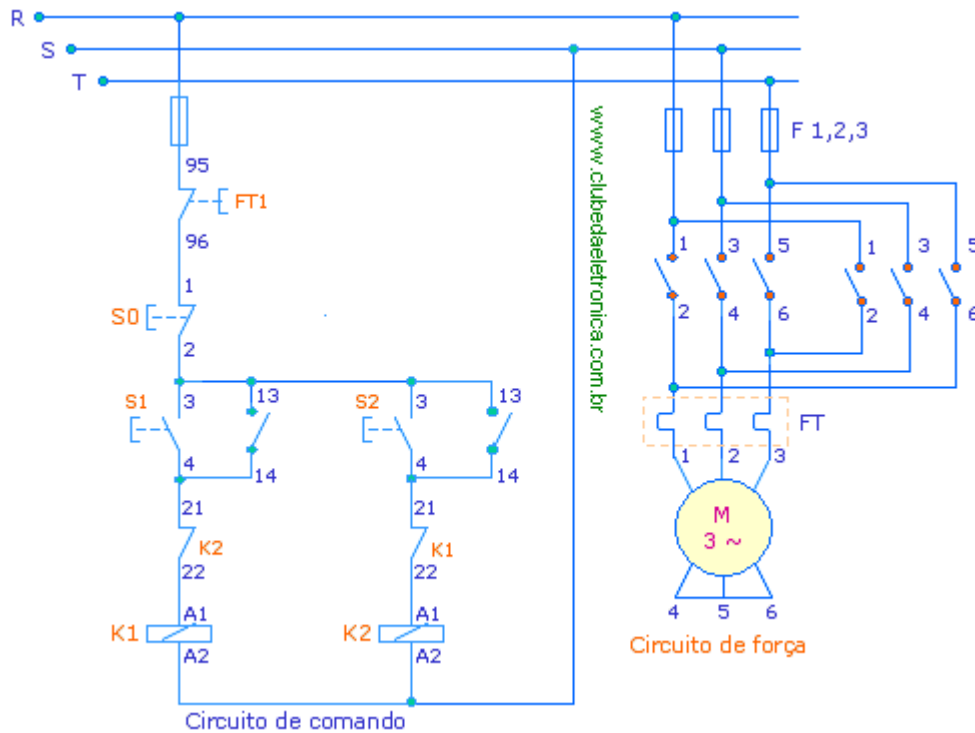 R
S
T
F 1,2,3
95
FT1
96
1 3 5
1 3 5
1
S0
2
2 4 6
2 4 6
www.clubedaeletronica.com.br
S1 3 13
S2 3 13
4 14
4 14
FT
1 2 3
21
K2
22
21
K1
22
M
3 ~
K1 A1
A2
K2 A1
A2
4 5 6
Circuito de força
Circuito de comando